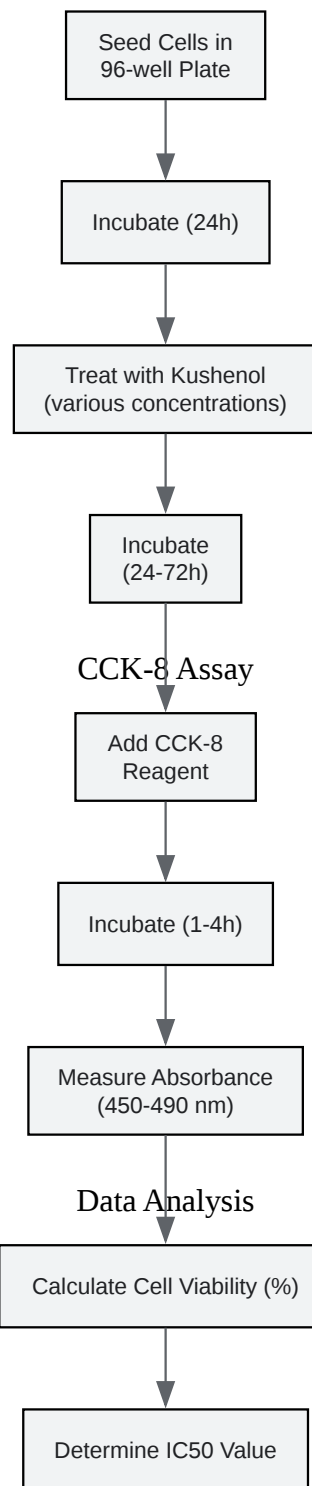 Seed Cells in
96-well Plate
Incubate (24h)
Treat with Kushenol
(various concentrations)
Incubate
(24-72h)
CCK-8 Assay
Add CCK-8
Reagent
Incubate (1-4h)
Measure Absorbance
(450-490 nm)
Data Analysis
Calculate Cell Viability (%)
Determine IC50 Value